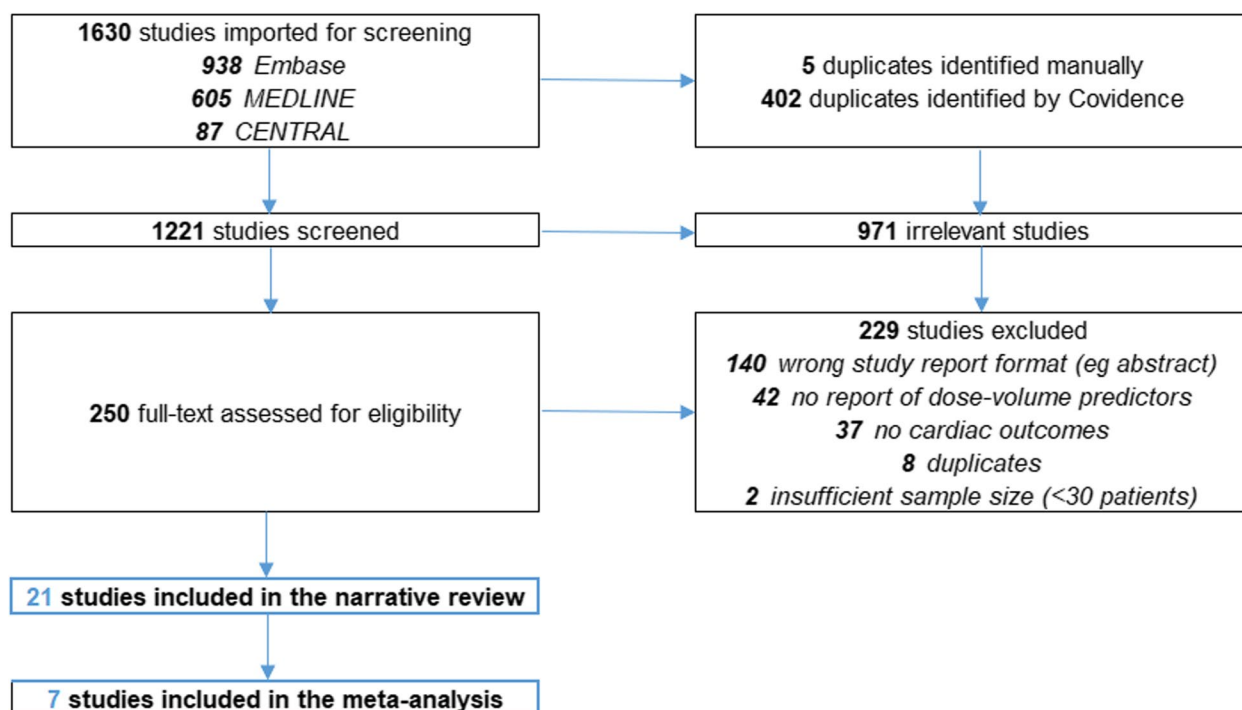 1630 studies imported for screening
938 Embase
605 MEDLINE
87 CENTRAL
5 duplicates identified manually
402 duplicates identified by Covidence
1221 studies screened
971 irrelevant studies
250 full-text assessed for eligibility
229 studies excluded
140 wrong study report format (eg abstract)
42 no report of dose-volume predictors
37 no cardiac outcomes
8 duplicates
2 insufficient sample size (<30 patients)
21 studies included in the narrative review
7 studies included in the meta-analysis